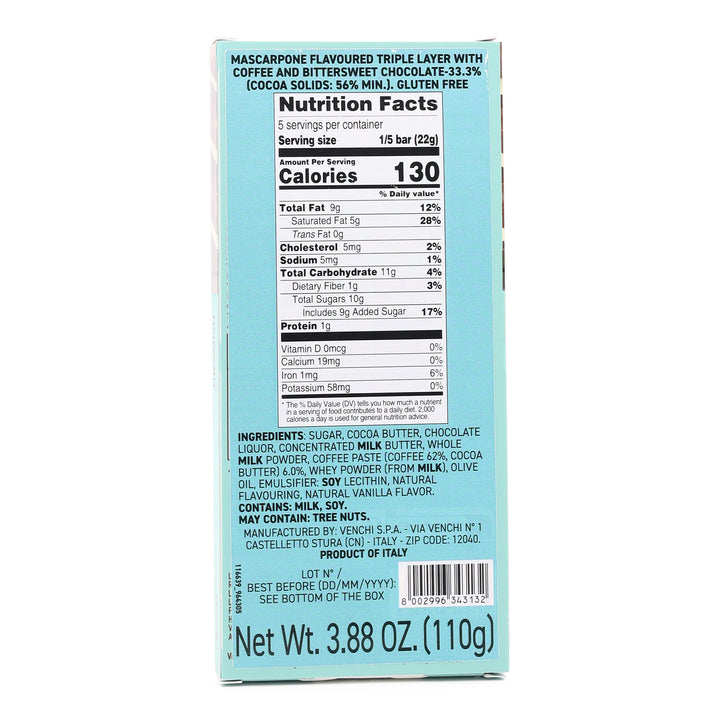 MASCARPONE FLAVOURED TRIPLE LAYER WITH
COFFEE AND BITTERSWEET CHOCOLATE-33.3%
(COCOA SOLIDS: 56% MIN.). GLUTEN FREE
Nutrition Facts
5 servings per container
Serving size 1/5 bar (22g)
Amount Per Serving
Calories 130
% Daily value*
Total Fat 9g 12%
Saturated Fat 5g 28%
Trans Fat 0g
Cholesterol 5mg 2%
Sodium 5mg 1%
Total Carbohydrate 11g 4%
Dietary Fiber 1g 3%
Total Sugars 10g
Includes 9g Added Sugar 17%
Protein 1g
Vitamin D 0mcg 0%
Calcium 19mg 0%
Iron 1mg 6%
Potassium 58mg 0%
* The % Daily Value (DV) tells you how much a nutrient
in a serving of food contributes to a daily diet. 2,000
calories a day is used for general nutrition advice.
INGREDIENTS: SUGAR, COCOA BUTTER, CHOCOLATE
LIQUOR, CONCENTRATED MILK BUTTER, WHOLE
MILK POWDER, COFFEE PASTE (COFFEE 62%, COCOA
BUTTER) 6.0%, WHEY POWDER (FROM MILK), OLIVE
OIL, EMULSIFIER: SOY LECITHIN, NATURAL
FLAVOURING, NATURAL VANILLA FLAVOR.
CONTAINS: MILK, SOY.
MAY CONTAIN: TREE NUTS.
MANUFACTURED BY: VENCHI S.P.A. - VIA VENCHI N° 1
CASTELLETTO STURA (CN) - ITALY - ZIP CODE: 12040.
PRODUCT OF ITALY
LOT N° /
BEST BEFORE (DD/MM/YYYY):
SEE BOTTOM OF THE BOX
8 002996 343132
116639_964305
Net Wt. 3.88 OZ. (110g)